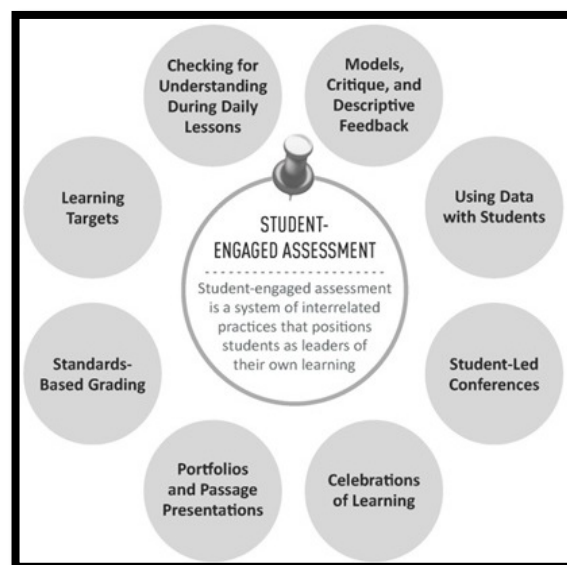 Checking for
Understanding
During Daily
Lessons
Models,
Critique, and
Descriptive
Feedback
Learning
Targets
Using Data
with Students
STUDENT-
ENGAGED ASSESSMENT
Student-engaged assessment
is a system of interrelated
practices that positions
students as leaders of
their own learning
Standards-
Based Grading
Student-Led
Conferences
Portfolios
and Passage
Presentations
Celebrations
of Learning